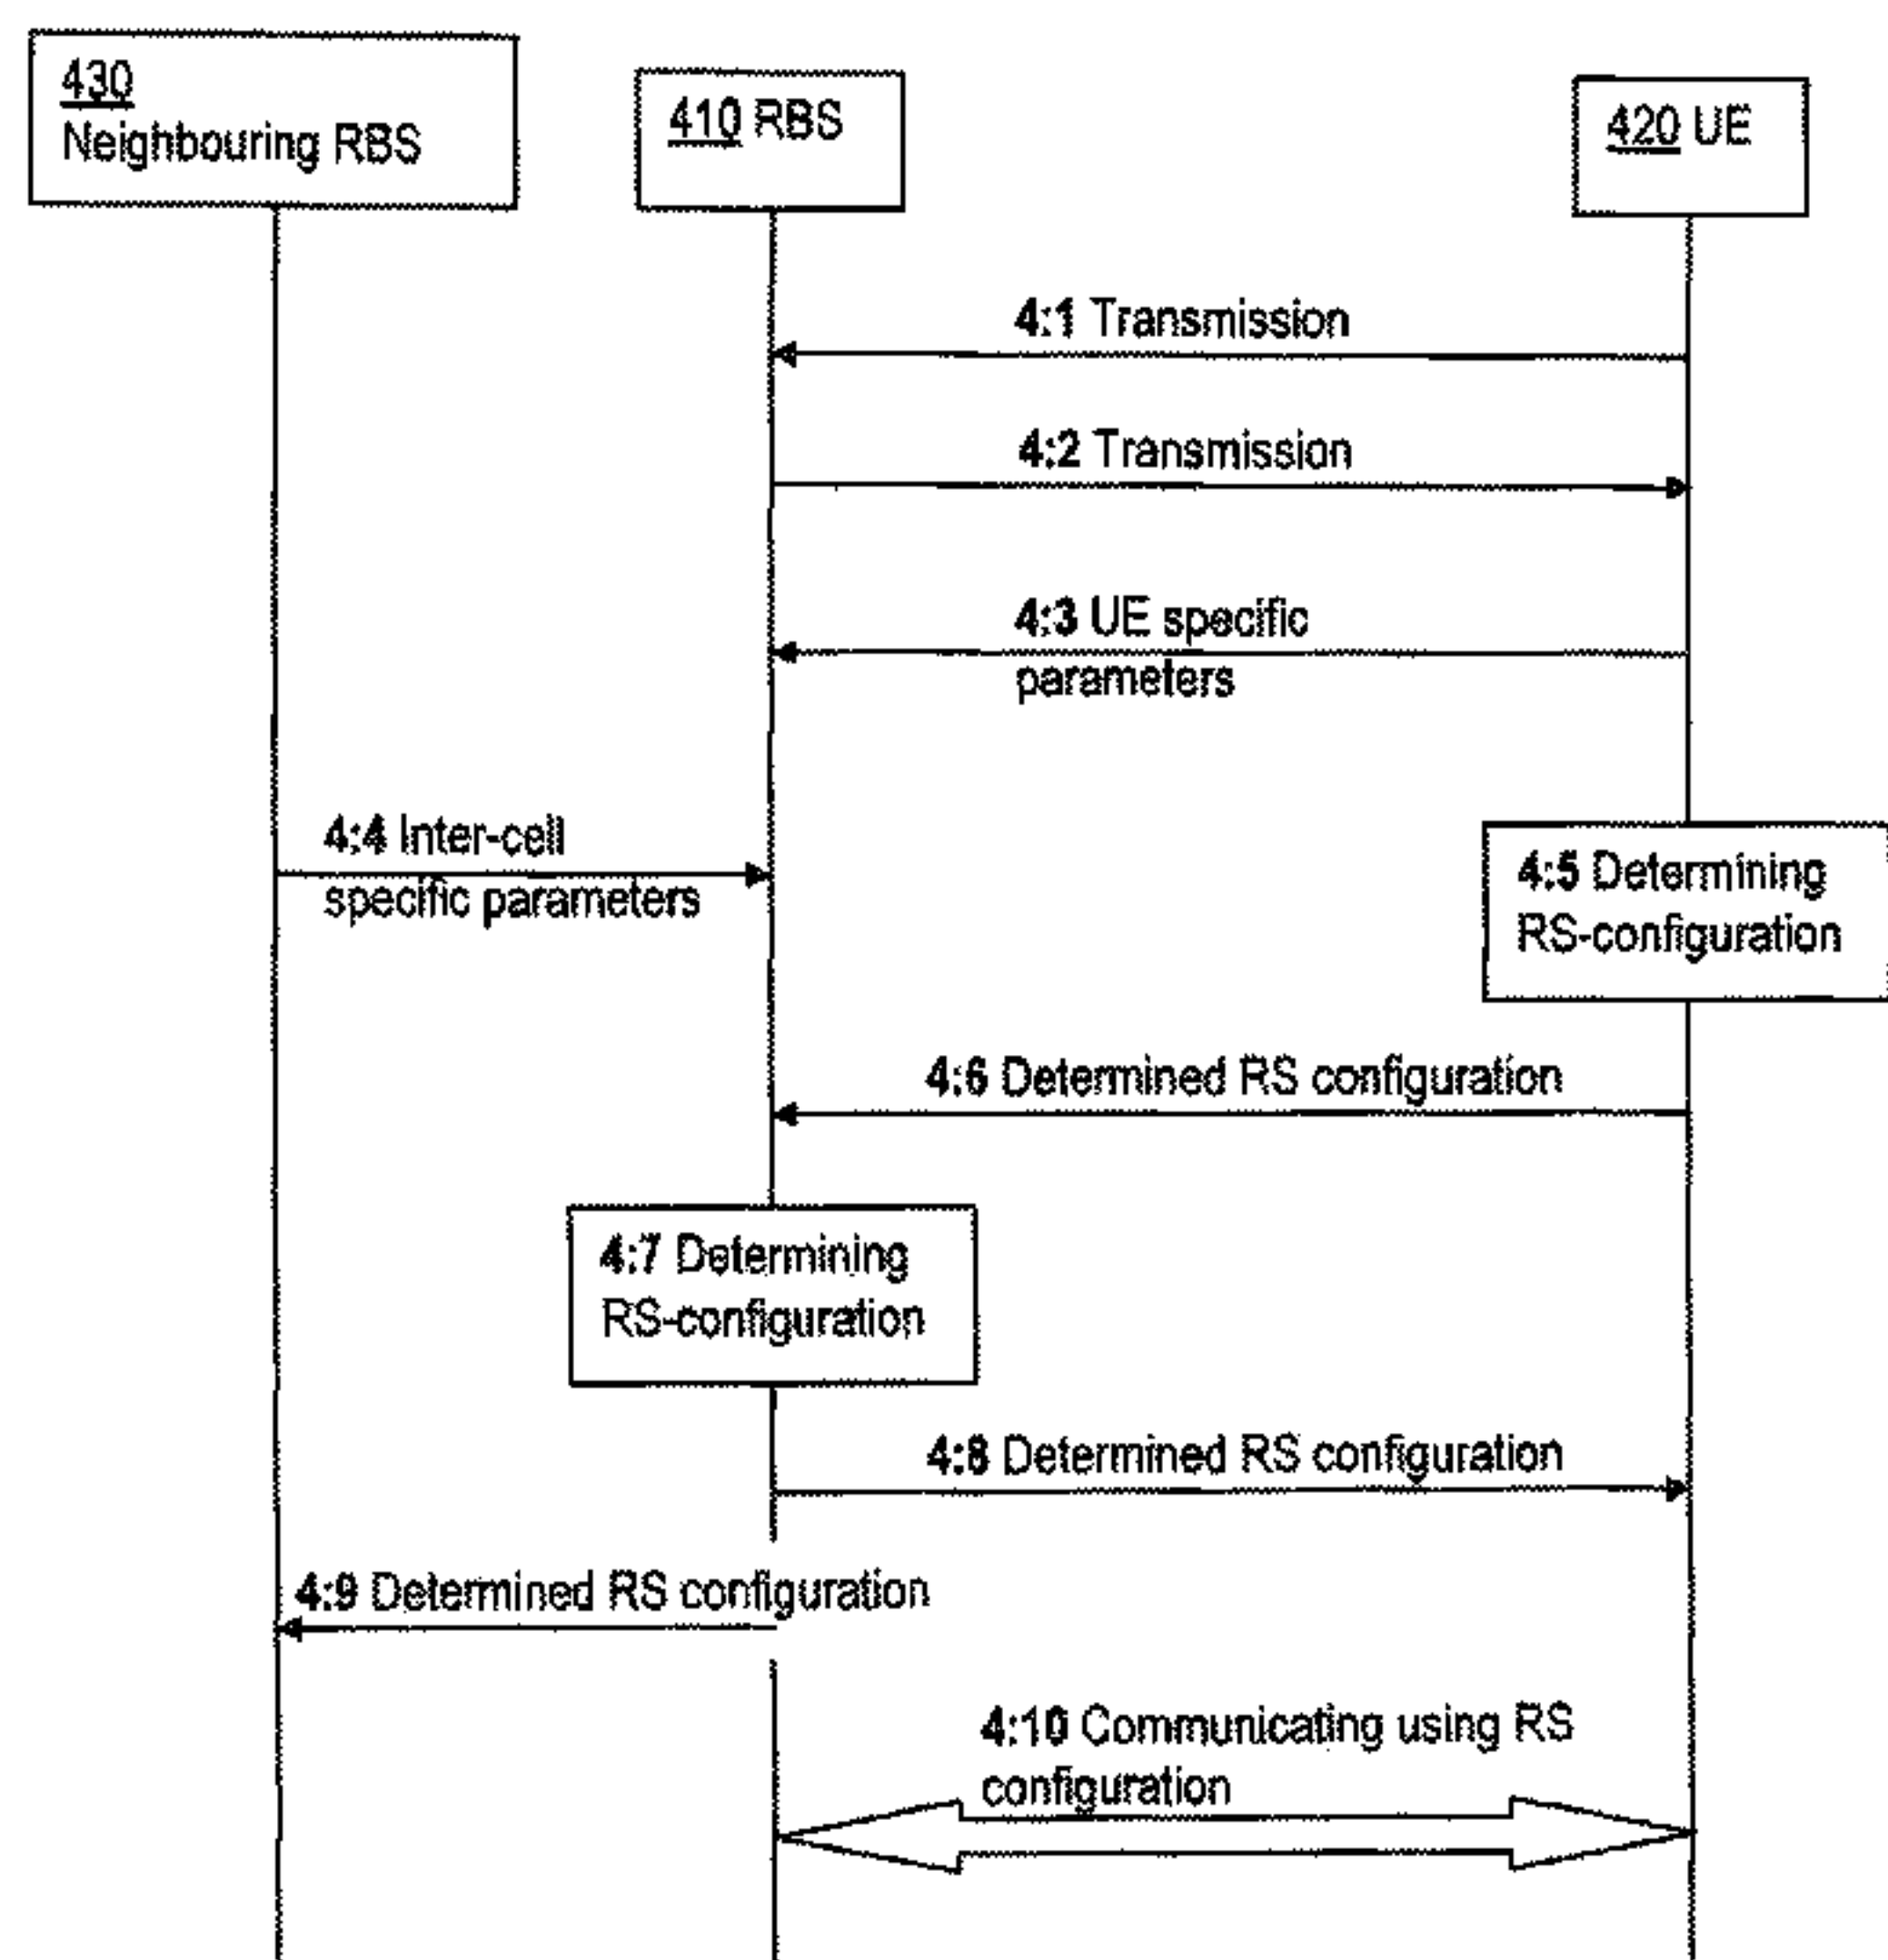 430
Neighbouring RBS
410 RBS
420 UE
4:1 Transmission
4:2 Transmission
4:3 UE specific
parameters
4:4 Inter-cell
specific parameters
4:5 Determining
RS-configuration
4:6 Determined RS configuration
4:7 Determining
RS-configuration
4:8 Determined RS configuration
4:9 Determined RS configuration
4:10 Communicating using RS
configuration